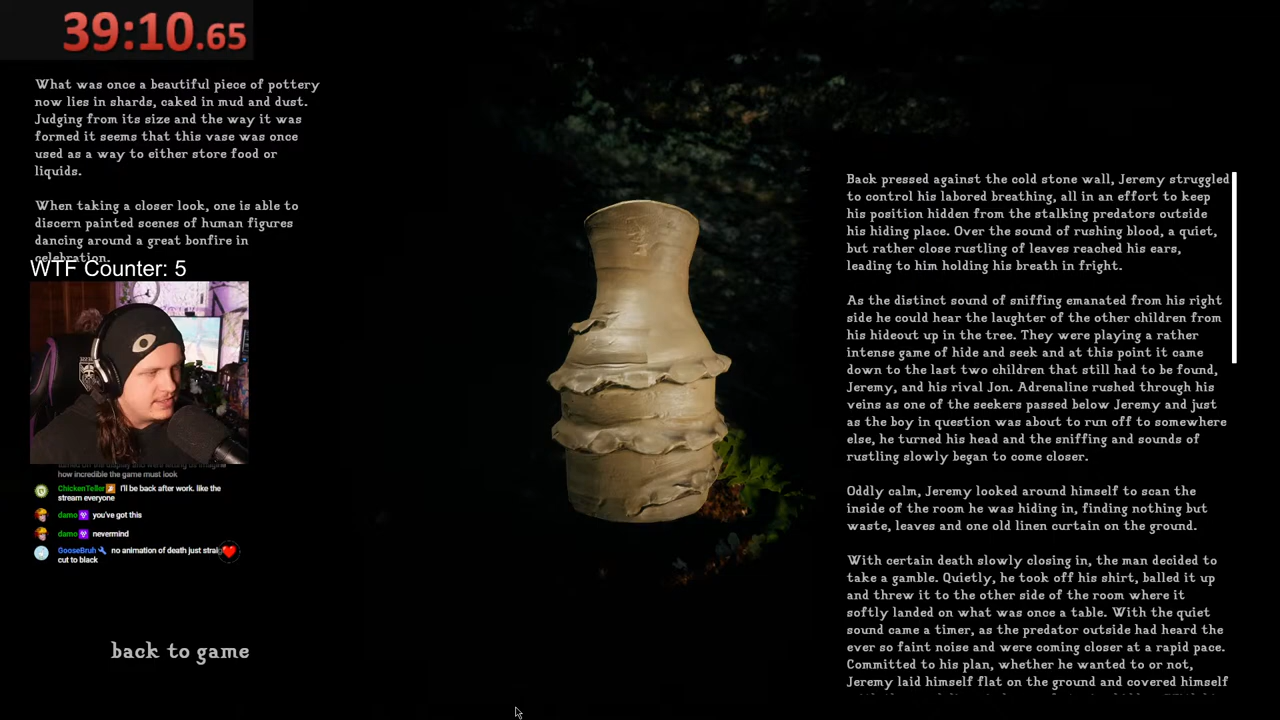 39:10.65
What was once a beautiful piece of pottery
now lies in shards, caked in mud and dust.
Judging from its size and the way it was
formed it seems that this vase was once
used as a way to either store food or
liquids.
When taking a closer look, one is able to
discern painted scenes of human figures
dancing around a great bonfire in
celebration.
WTF Counter: 5
how incredible the game must look
ChickenTeller I'll be back after work. like the
stream everyone
damo you've got this
damo nevermind
GooseBruh no animation of death just straig
cut to black
back to game
Back pressed against the cold stone wall, Jeremy struggled
to control his labored breathing, all in an effort to keep
his position hidden from the stalking predators outside
his hiding place. Over the sound of rushing blood, a quiet,
but rather close rustling of leaves reached his ears,
leading to him holding his breath in fright.
As the distinct sound of sniffing emanated from his right
side he could hear the laughter of the other children from
his hideout up in the tree. They were playing a rather
intense game of hide and seek and at this point it came
down to the last two children that still had to be found,
Jeremy, and his rival Jon. Adrenaline rushed through his
veins as one of the seekers passed below Jeremy and just
as the boy in question was about to run off to somewhere
else, he turned his head and the sniffing and sounds of
rustling slowly began to come closer.
Oddly calm, Jeremy looked around himself to scan the
inside of the room he was hiding in, finding nothing but
waste, leaves and one old linen curtain on the ground.
With certain death slowly closing in, the man decided to
take a gamble. Quietly, he took off his shirt, balled it up
and threw it to the other side of the room where it
softly landed on what was once a table. With the quiet
sound came a timer, as the predator outside had heard the
ever so faint noise and were coming closer at a rapid pace.
Committed to his plan, whether he wanted to or not,
Jeremy laid himself flat on the ground and covered himself